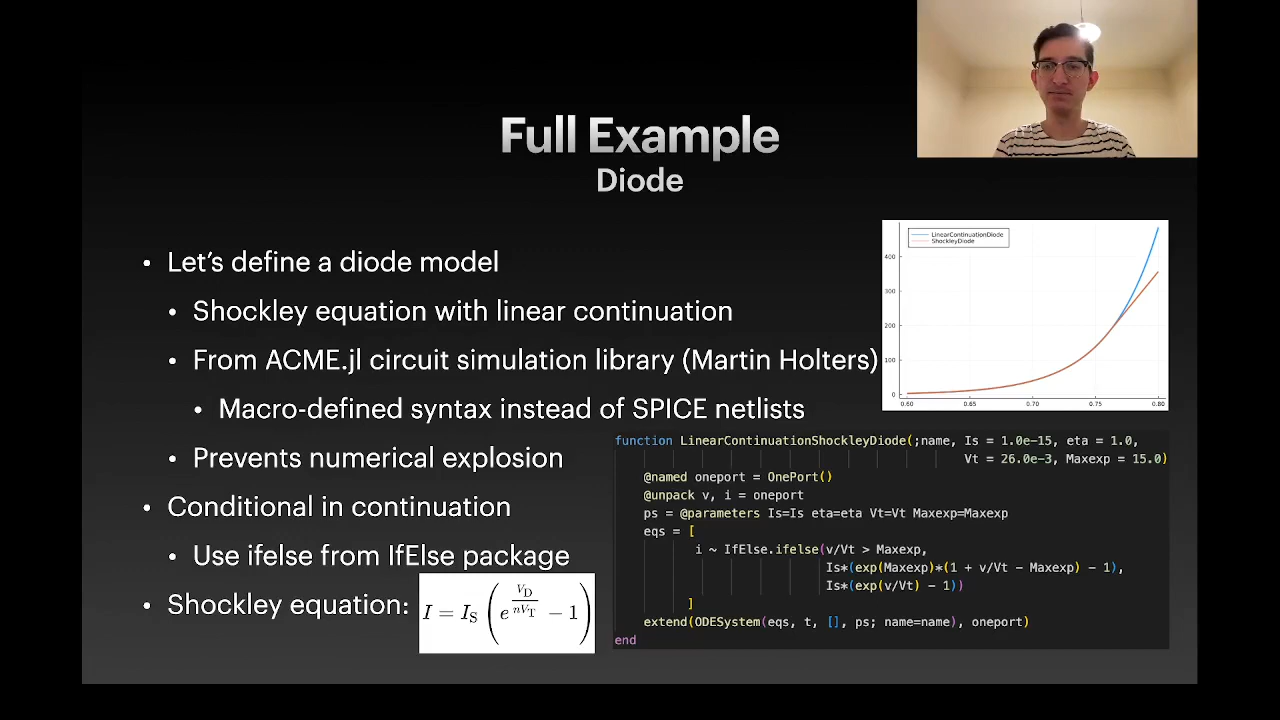 Full Example
Diode
• Let's define a diode model
• Shockley equation with linear continuation
• From ACME.jl circuit simulation library (Martin Holters)
• Macro-defined syntax instead of SPICE netlists
• Prevents numerical explosion
• Conditional in continuation
• Use ifelse from IfElse package
• Shockley equation:
I = I_S (e^{V_D/nV_T} − 1)
LinearContinuationDiode
ShockleyDiode
400
300
200
100
0
0.60 0.65 0.70 0.75 0.80
function LinearContinuationShockleyDiode(;name, Is = 1.0e-15, eta = 1.0,
Vt = 26.0e-3, Maxexp = 15.0)
@named oneport = OnePort()
@unpack v, i = oneport
ps = @parameters Is=Is eta=eta Vt=Vt Maxexp=Maxexp
eqs = [
i ~ IfElse.ifelse(v/Vt > Maxexp,
Is*(exp(Maxexp)*(1 + v/Vt - Maxexp) - 1),
Is*(exp(v/Vt) - 1))
]
extend(ODESystem(eqs, t, [], ps; name=name), oneport)
end